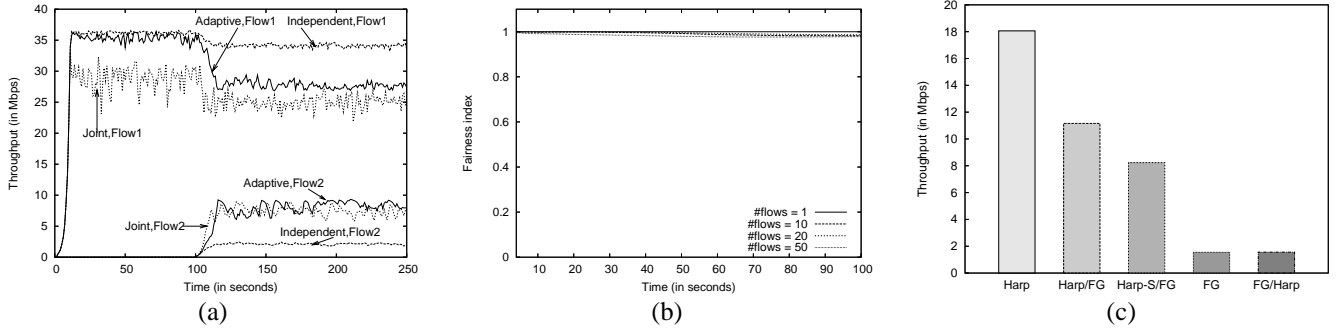 Throughput (in Mbps)
40
35
30
25
20
15
10
5
0
Adaptive,Flow1
Independent,Flow1
Joint,Flow1
Adaptive,Flow2
Joint,Flow2
Independent,Flow2
0 50 100 150 200 250
Time (in seconds)
(a)
Fairness index
1
0.8
0.6
0.4
0.2
0
#flows = 1
#flows = 10
#flows = 20
#flows = 50
10 20 30 40 50 60 70 80 90 100
Time (in seconds)
(b)
Throughput (in Mbps)
20
18
16
14
12
10
8
6
4
2
0
Harp Harp/FG Harp-S/FG FG FG/Harp
(c)